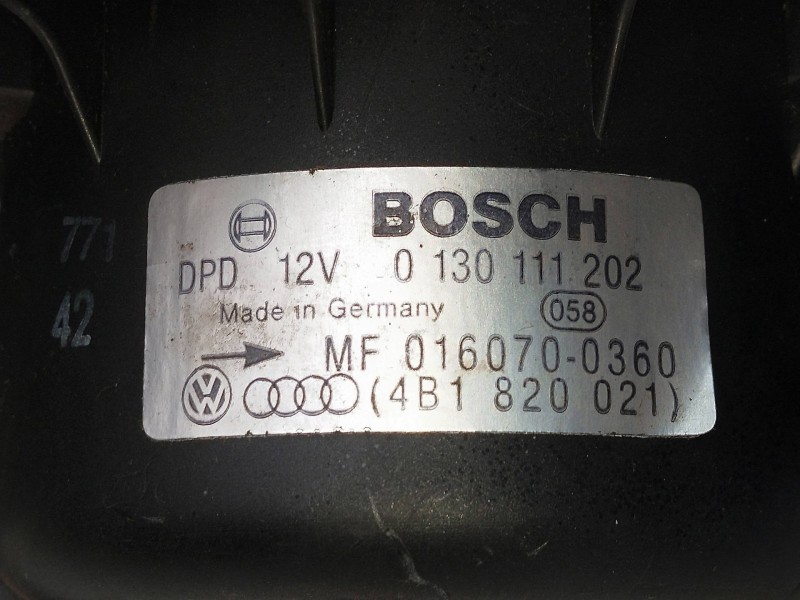 BOSCH
771
DPD 12V 0 130 111 202
Made in Germany 058
42
MF 016070-0360
(4B1 820 021)